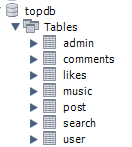 topdb
Tables
admin
comments
likes
music
post
search
user